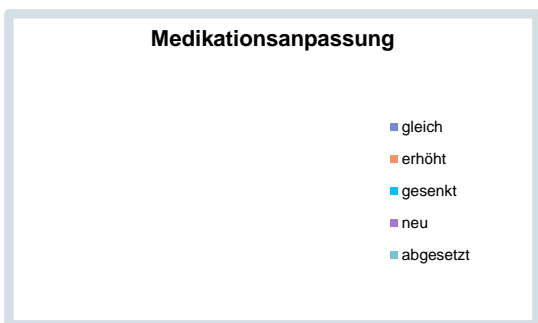 Medikationsanpassung
gleich
erhöht
gesenkt
neu
abgesetzt